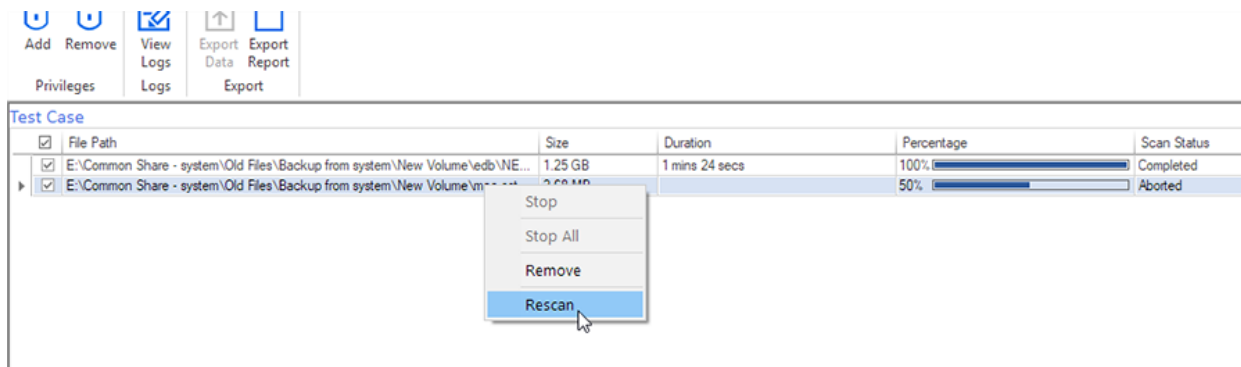 Add Remove View Logs Export Data Export Report
Privileges Logs Export
Test Case
File Path Size Duration Percentage Scan Status
E:\Common Share - system\Old Files\Backup from system\New Volume\edb\NE... 1.25 GB 1 mins 24 secs 100% Completed
E:\Common Share - system\Old Files\Backup from system\New Volume\ 50% Aborted
Stop
Stop All
Remove
Rescan